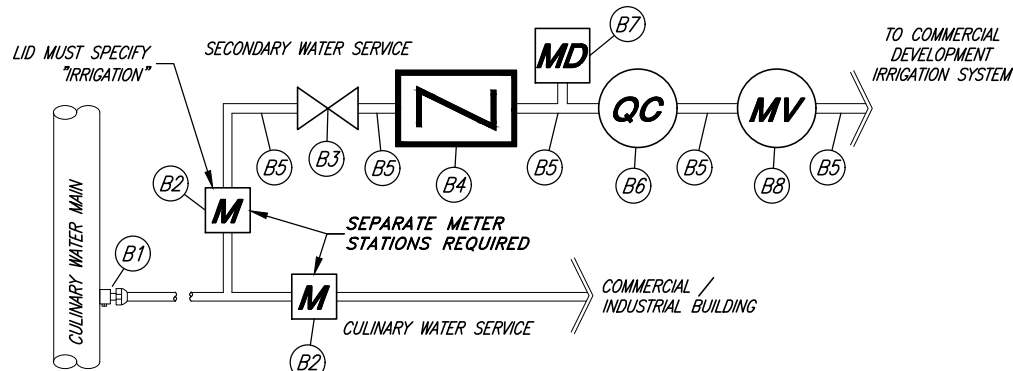 TO COMMERCIAL
DEVELOPMENT
IRRIGATION SYSTEM
LID MUST SPECIFY
"IRRIGATION"
SECONDARY WATER SERVICE
B7
MD
QC
MV
B5
B3
B5
B4
B5
B6
B5
B8
B5
B2
M
SEPARATE METER
STATIONS REQUIRED
CULINARY WATER MAIN
B1
M
COMMERCIAL /
INDUSTRIAL BUILDING
CULINARY WATER SERVICE
B2